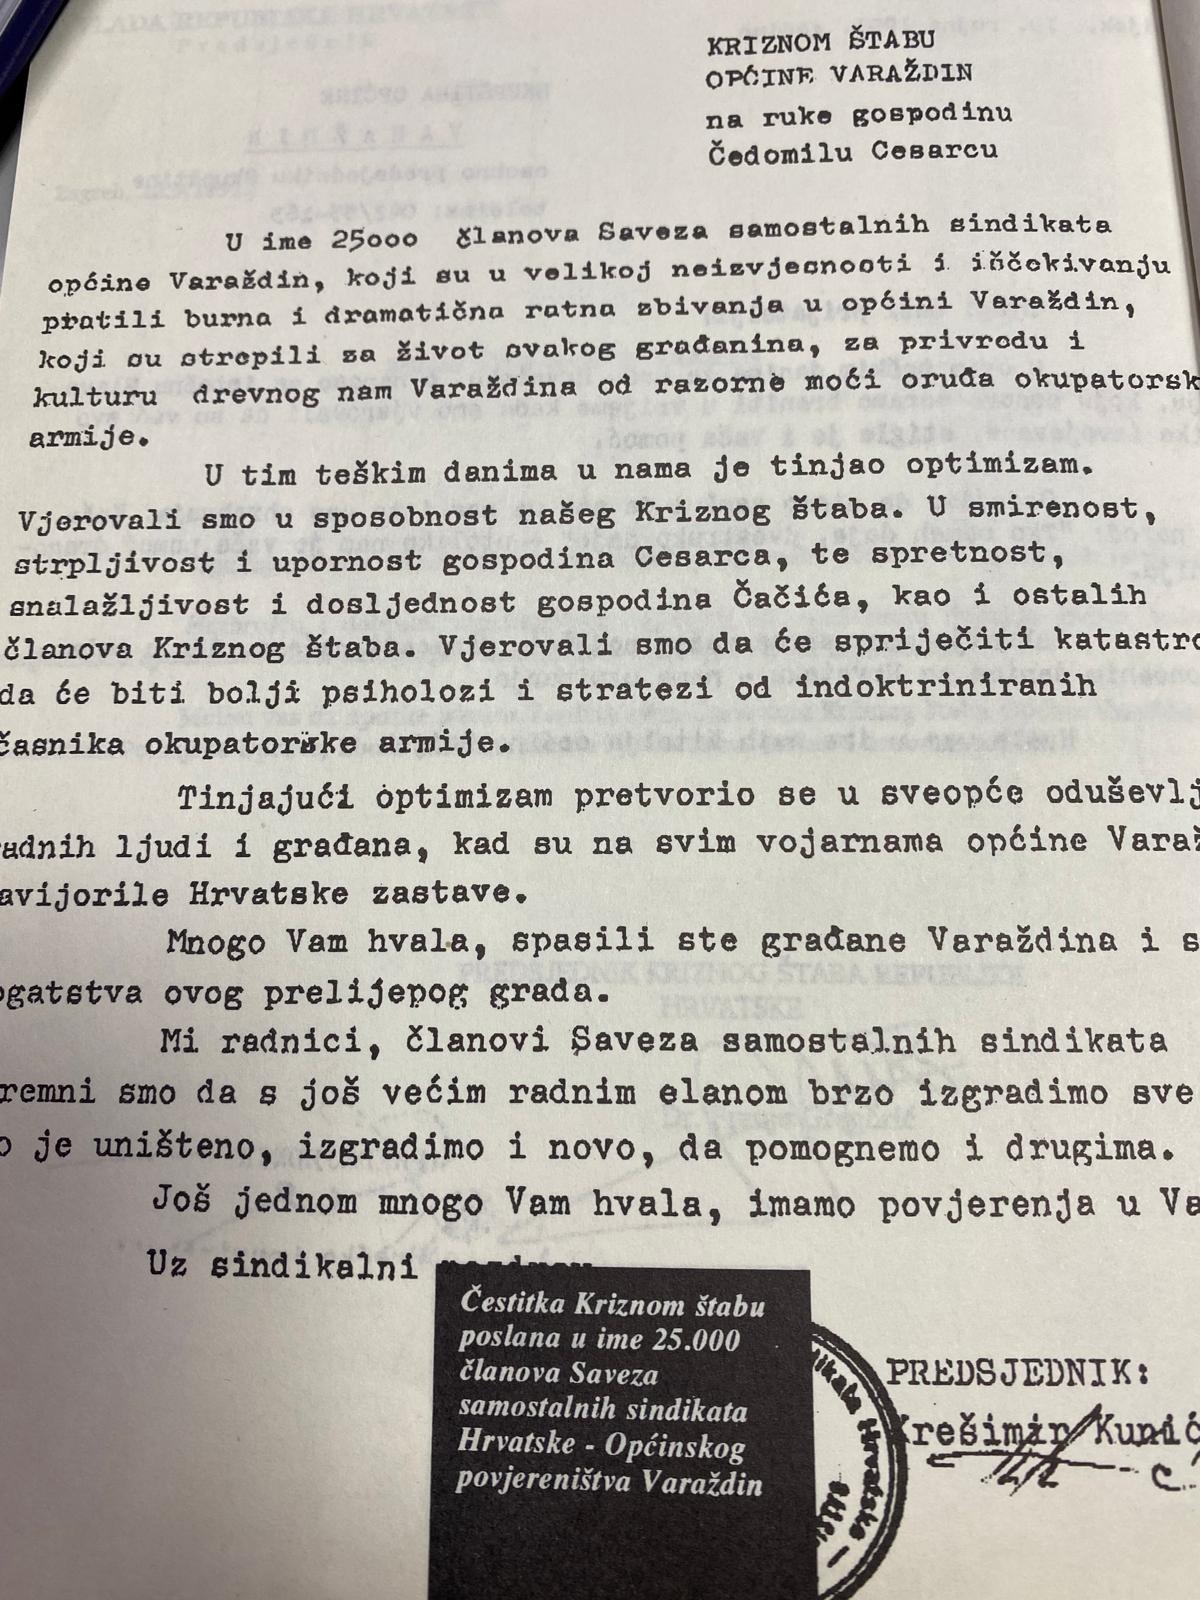 KRIZNOM ŠTABU
OPĆINE VARAŽDIN
na ruke gospodinu
Čedomilu Cesarcu
U ime 25000 članova Saveza samostalnih sindikata
općine Varaždin, koji su u velikoj neizvjesnosti i iščekivanju
pratili burna i dramatična ratna zbivanja u općini Varaždin,
koji su strepili za život svakog građanina, za privredu i
kulturu drevnog nam Varaždina od razorne moći oruđa okupatorsk
armije.
U tim teškim danima u nama je tinjao optimizam.
Vjerovali smo u sposobnost našeg Kriznog štaba. U smirenost,
strpljivost i upornost gospodina Cesarca, te spretnost,
snalažljivost i dosljednost gospodina Čačića, kao i ostalih
članova Kriznog štaba. Vjerovali smo da će spriječiti katastro
da će biti bolji psiholozi i stratezi od indoktriniranih
časnika okupatorske armije.
Tinjajući optimizam pretvorio se u sveopće oduševlj
adnih ljudi i građana, kad su na svim vojarnama općine Varaž
avijorile Hrvatske zastave.
Mnogo Vam hvala, spasili ste građane Varaždina i s
ogatstva ovog prelijepog grada.
Mi radnici, članovi Saveza samostalnih sindikata
remni smo da s još većim radnim elanom brzo izgradimo sve
o je uništeno, izgradimo i novo, da pomognemo i drugima.
Još jednom mnogo Vam hvala, imamo povjerenja u Va
Uz sindikalni
Čestitka Kriznom štabu
poslana u ime 25.000
članova Saveza
samostalnih sindikata
Hrvatske - Općinskog
povjereništva Varaždin
ikata Hrvatske -
PREDSJEDNIK:
Krešimir Kunić